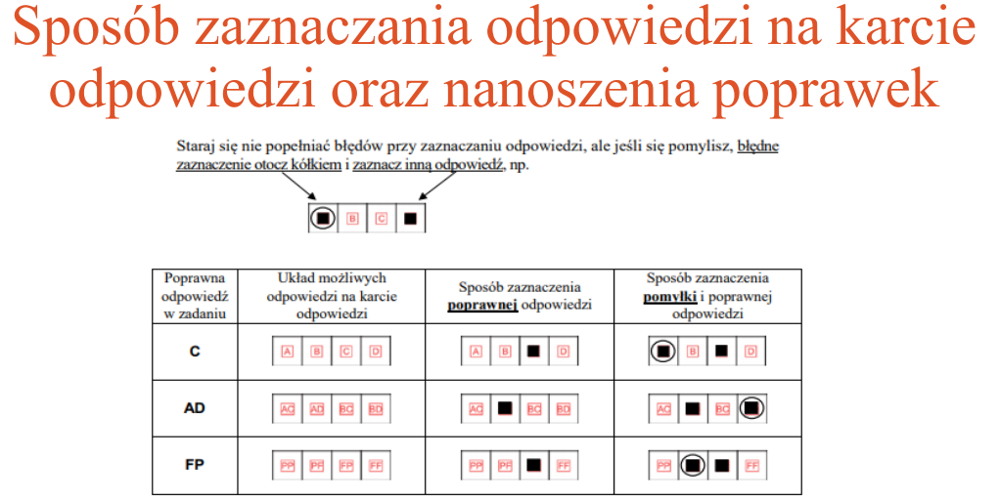 Sposób zaznaczania odpowiedzi na karcie
odpowiedzi oraz nanoszenia poprawek
Staraj się nie popełniać błędów przy zaznaczaniu odpowiedzi, ale jeśli się pomylisz, błędne
zaznaczenie otocz kółkiem i zaznacz inną odpowiedź, np.
B C
Poprawna
odpowiedź
w zadaniu
Układ możliwych
odpowiedzi na karcie
odpowiedzi
Sposób zaznaczenia
poprawnej odpowiedzi
Sposób zaznaczenia
pomyłki i poprawnej
odpowiedzi
C
A B C D
A B D
B D
AD
AC AD BC BD
AC BC BD
AC BC
FP
PP PF FP FF
PP PF FF
PP FF